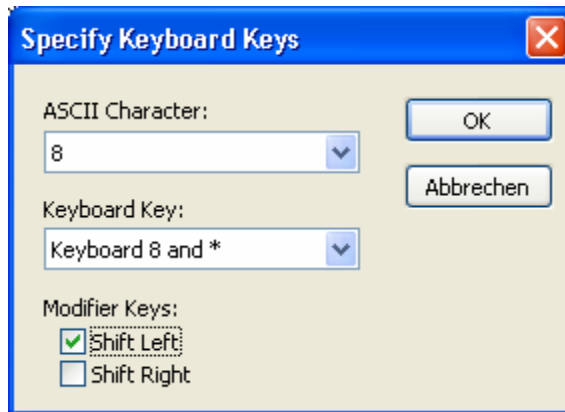 Specify Keyboard Keys
ASCII Character:
8
OK
Abbrechen
Keyboard Key:
Keyboard 8 and *
Modifier Keys:
Shift Left
Shift Right